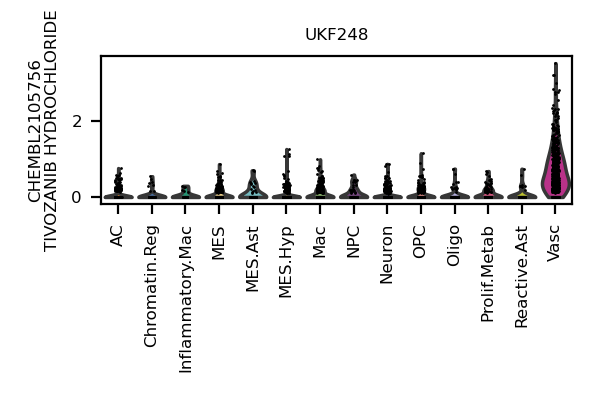 UKF248
CHEMBL2105756
TIVOZANIB HYDROCHLORIDE
2
0
AC
Chromatin.Reg
Inflammatory.Mac
MES
MES.Ast
MES.Hyp
Mac
NPC
Neuron
OPC
Oligo
Prolif.Metab
Reactive.Ast
Vasc